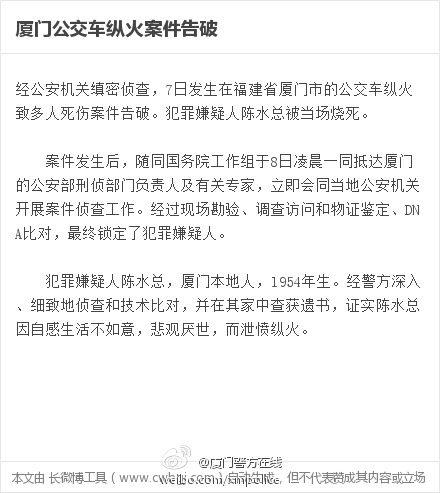 厦门公交车纵火案件告破
经公安机关缜密侦查，7日发生在福建省厦门市的公交车纵火
致多人死伤案件告破。犯罪嫌疑人陈水总被当场烧死。
案件发生后，随同国务院工作组于8日凌晨一同抵达厦门
的公安部刑侦部门负责人及有关专家，立即会同当地公安机关
开展案件侦查工作。经过现场勘验、调查访问和物证鉴定、DN
A比对，最终锁定了犯罪嫌疑人。
犯罪嫌疑人陈水总，厦门本地人，1954年生。经警方深入
、细致地侦查和技术比对，并在其家中查获遗书，证实陈水总
因自感生活不如意，悲观厌世，而泄愤纵火。
@厦门警方在线
weibo.com/xmpolice
本文由 长微博工具（www.cwbgj.com）自动生成，但不代表赞成其内容或立场